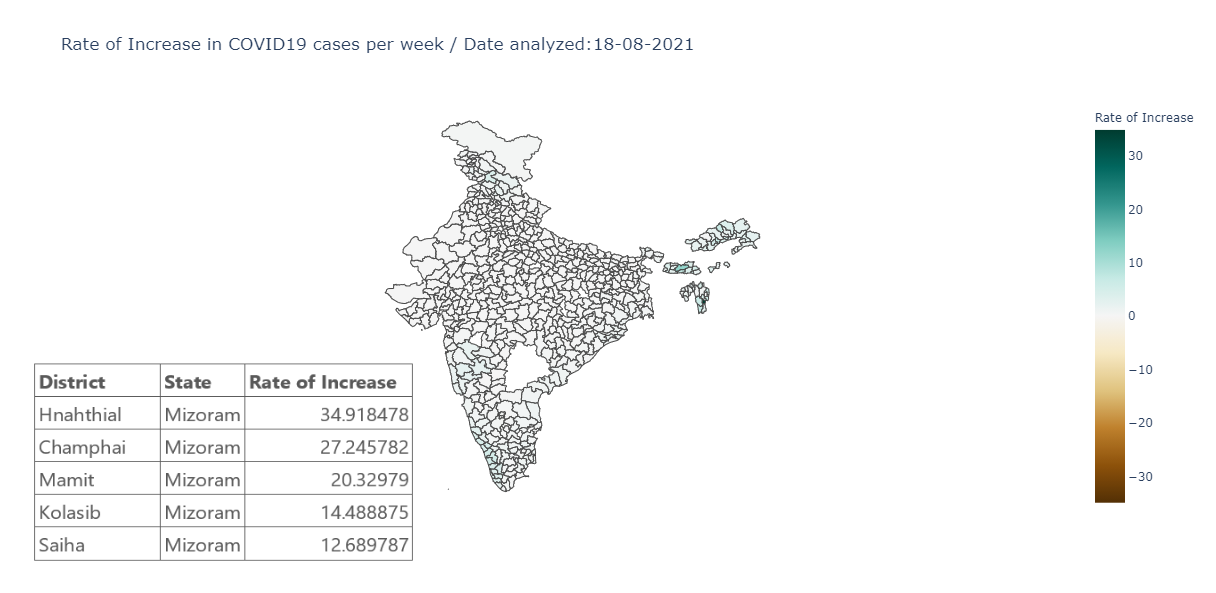 Rate of Increase in COVID19 cases per week / Date analyzed:18-08-2021
Rate of Increase
30
20
10
0
−10
−20
−30
District State Rate of Increase
Hnahthial Mizoram 34.918478
Champhai Mizoram 27.245782
Mamit Mizoram 20.32979
Kolasib Mizoram 14.488875
Saiha Mizoram 12.689787